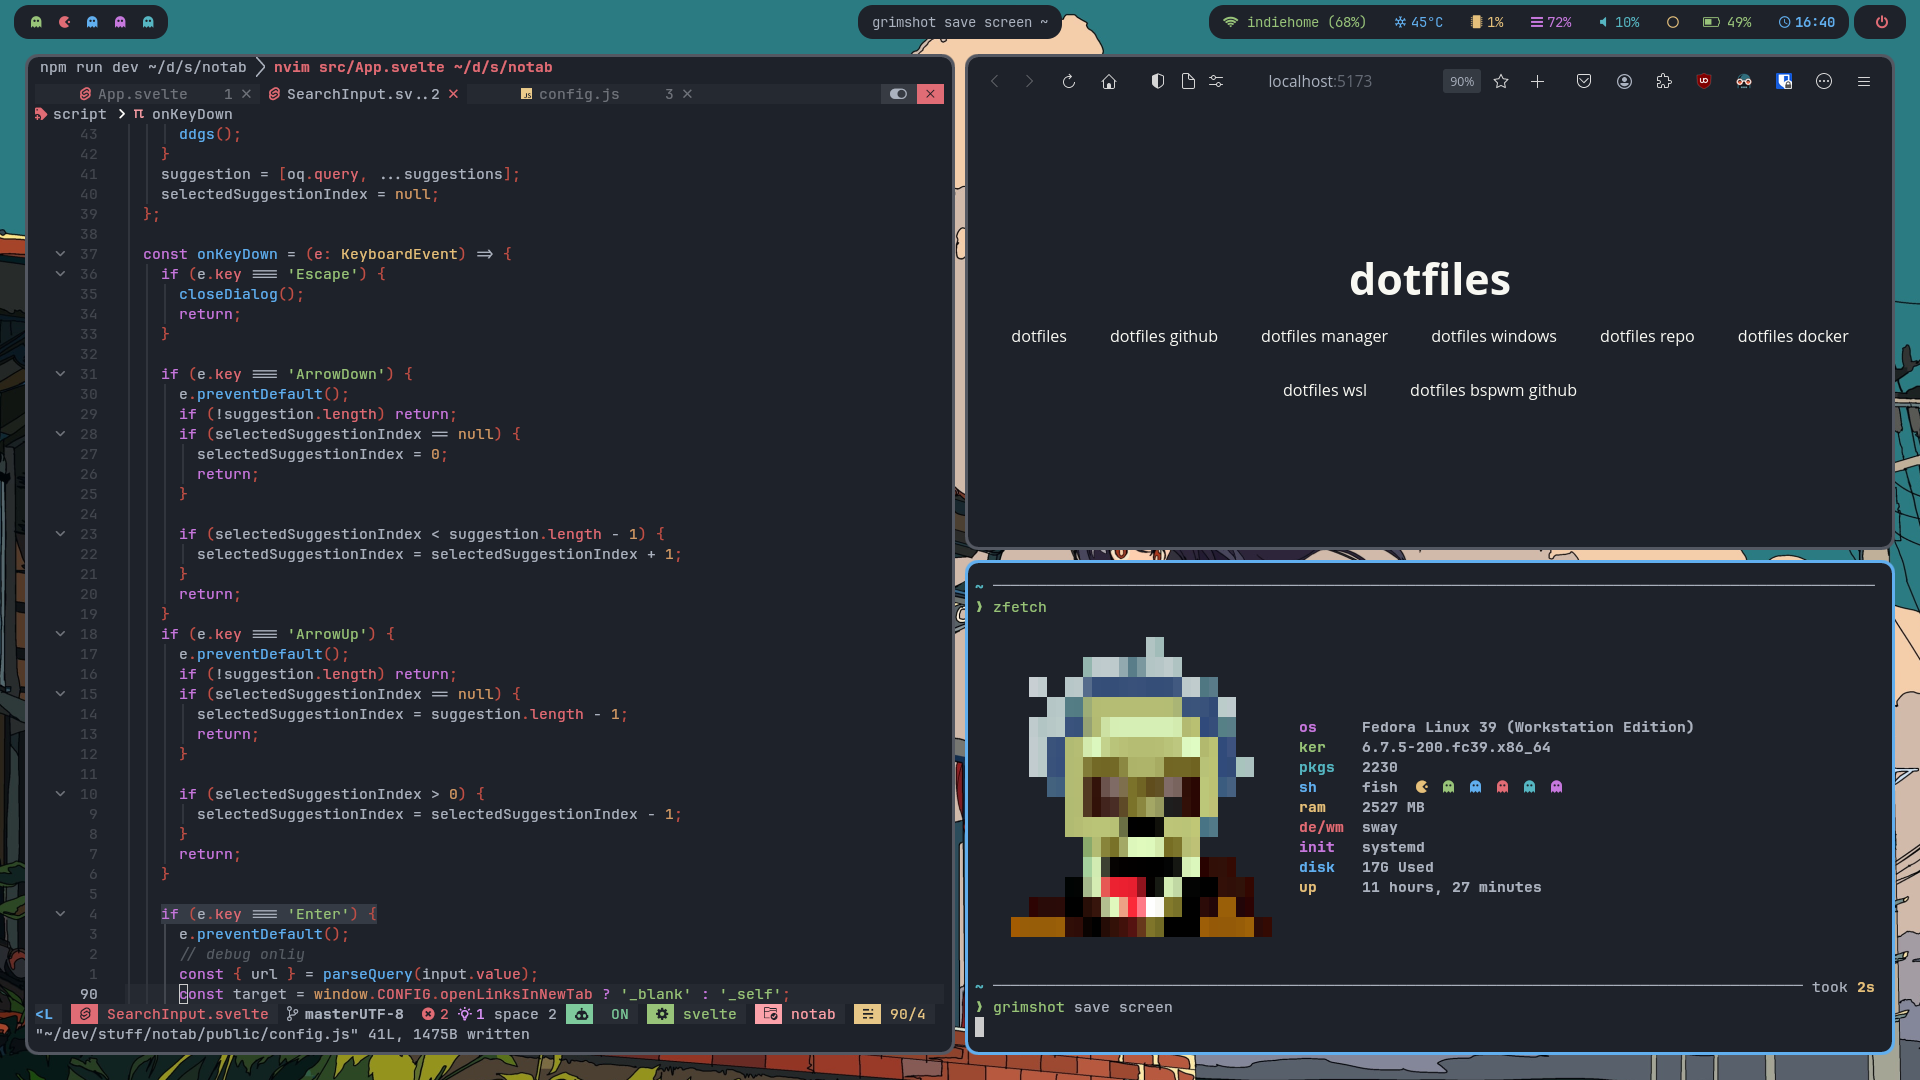 grimshot save screen ~
indiehome (68%) 45°C 1% 72% 10% 49% 16:40
npm run dev ~/d/s/notab nvim src/App.svelte ~/d/s/notab
App.svelte 1 × SearchInput.sv..2 × config.js 3 ×
script onKeyDown
43 ddgs();
42 }
41 suggestion = [oq.query, ...suggestions];
40 selectedSuggestionIndex = null;
39 };
38
37 const onKeyDown = (e: KeyboardEvent) => {
36 if (e.key === 'Escape') {
35 closeDialog();
34 return;
33 }
32
31 if (e.key === 'ArrowDown') {
30 e.preventDefault();
29 if (!suggestion.length) return;
28 if (selectedSuggestionIndex == null) {
27 selectedSuggestionIndex = 0;
26 return;
25 }
24
23 if (selectedSuggestionIndex < suggestion.length - 1) {
22 selectedSuggestionIndex = selectedSuggestionIndex + 1;
21 }
20 return;
19 }
18 if (e.key === 'ArrowUp') {
17 e.preventDefault();
16 if (!suggestion.length) return;
15 if (selectedSuggestionIndex == null) {
14 selectedSuggestionIndex = suggestion.length - 1;
13 return;
12 }
11
10 if (selectedSuggestionIndex > 0) {
9 selectedSuggestionIndex = selectedSuggestionIndex - 1;
8 }
7 return;
6 }
5
4 if (e.key === 'Enter') {
3 e.preventDefault();
2 // debug onliy
1 const { url } = parseQuery(input.value);
90 const target = window.CONFIG.openLinksInNewTab ? '_blank' : '_self';
<L SearchInput.svelte masterUTF-8 2 1 space 2 ON svelte notab 90/4
"~/dev/stuff/notab/public/config.js" 41L, 1475B written
localhost:5173 90%
dotfiles
dotfiles dotfiles github dotfiles manager dotfiles windows dotfiles repo dotfiles docker
dotfiles wsl dotfiles bspwm github
~
❯ zfetch
os Fedora Linux 39 (Workstation Edition)
ker 6.7.5-200.fc39.x86_64
pkgs 2230
sh fish
ram 2527 MB
de/wm sway
init systemd
disk 17G Used
up 11 hours, 27 minutes
~ took 2s
❯ grimshot save screen